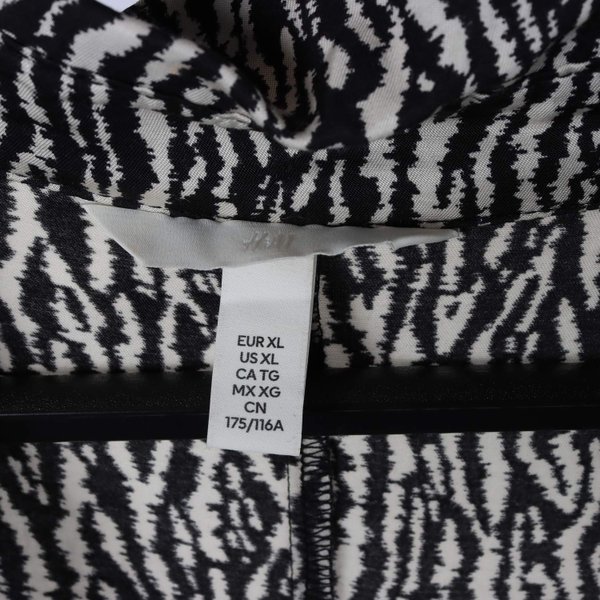 H&M
EUR XL
US XL
CA TG
MX XG
CN
175/116A